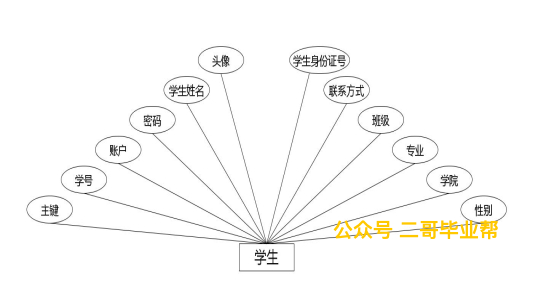 头像
学生身份证号
学生姓名
联系方式
密码
班级
账户
专业
学号
学院
主键
性别
公众号 二哥毕业帮
学生